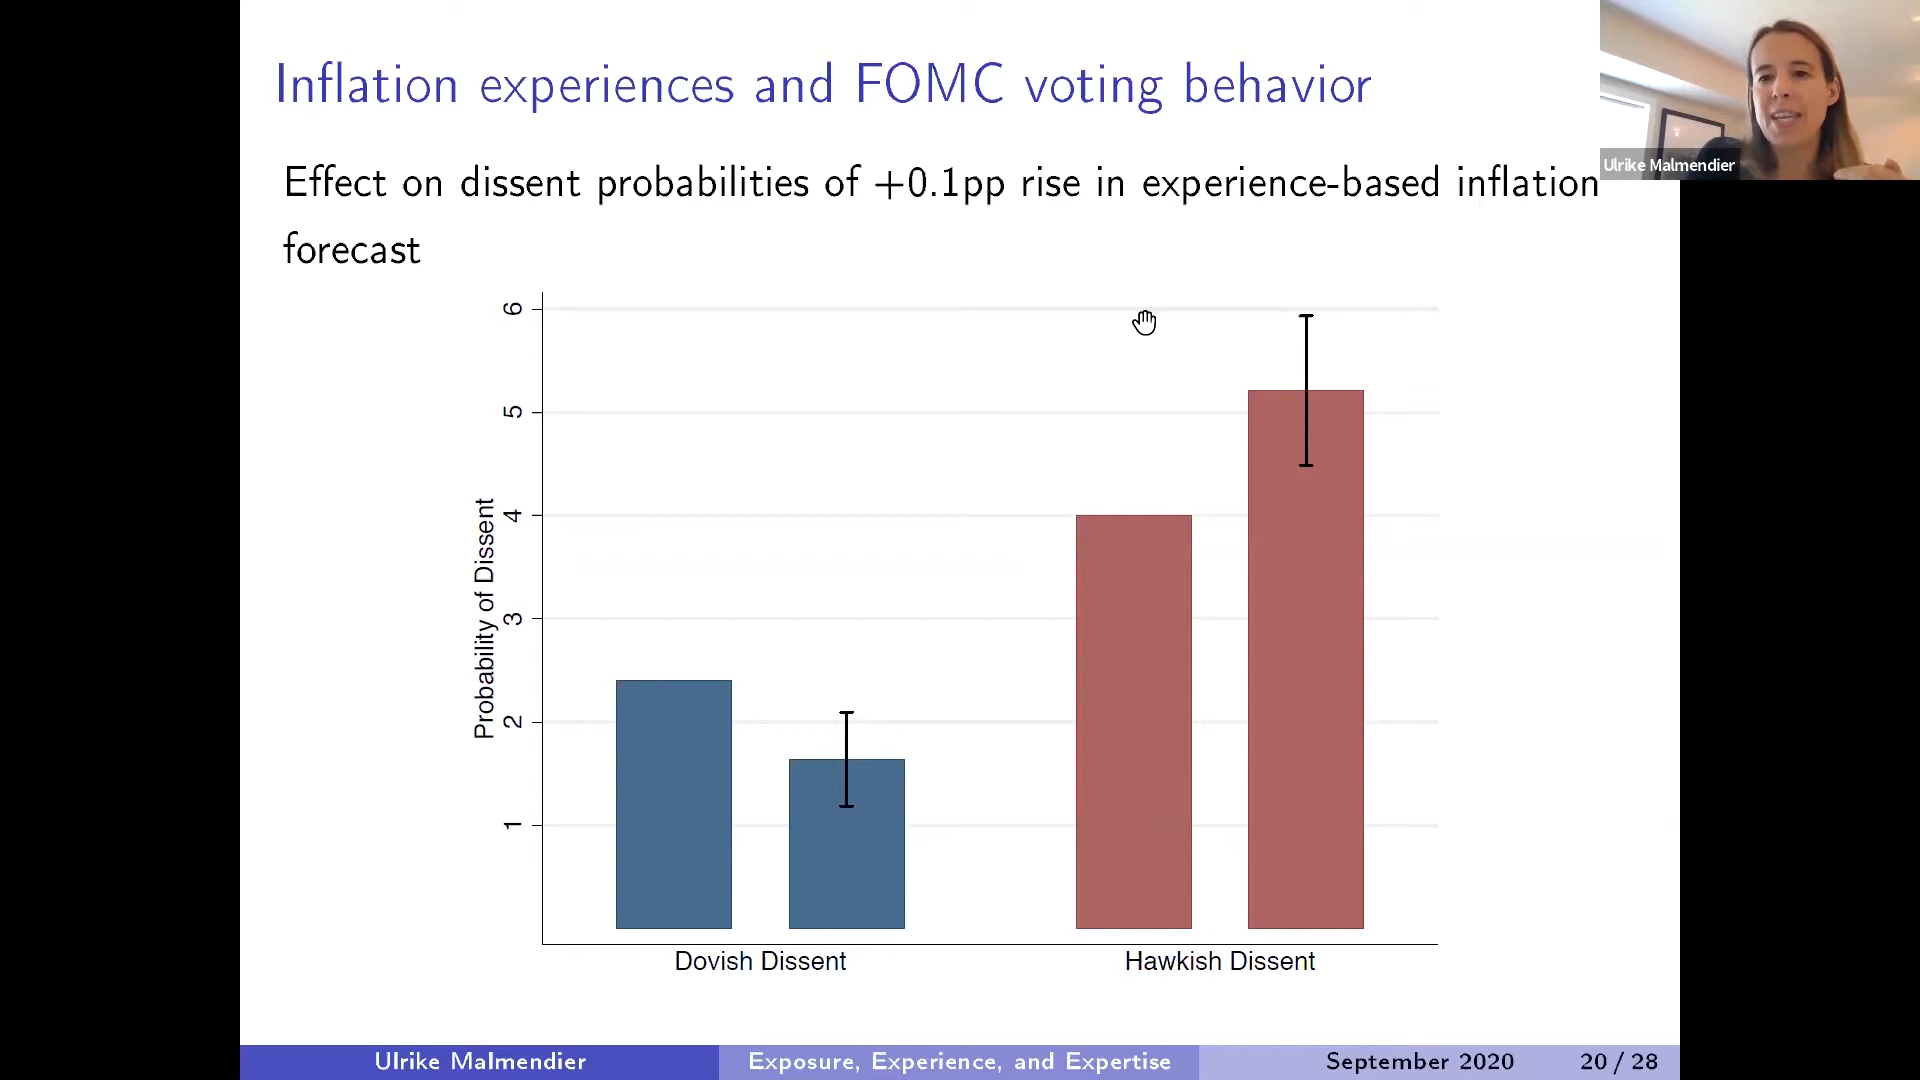 Inflation experiences and FOMC voting behavior
Ulrike Malmendier
Effect on dissent probabilities of +0.1pp rise in experience-based inflation
forecast
6
5
4
3
2
1
Probability of Dissent
Dovish Dissent
Hawkish Dissent
Ulrike Malmendier
Exposure, Experience, and Expertise
September 2020
20 / 28